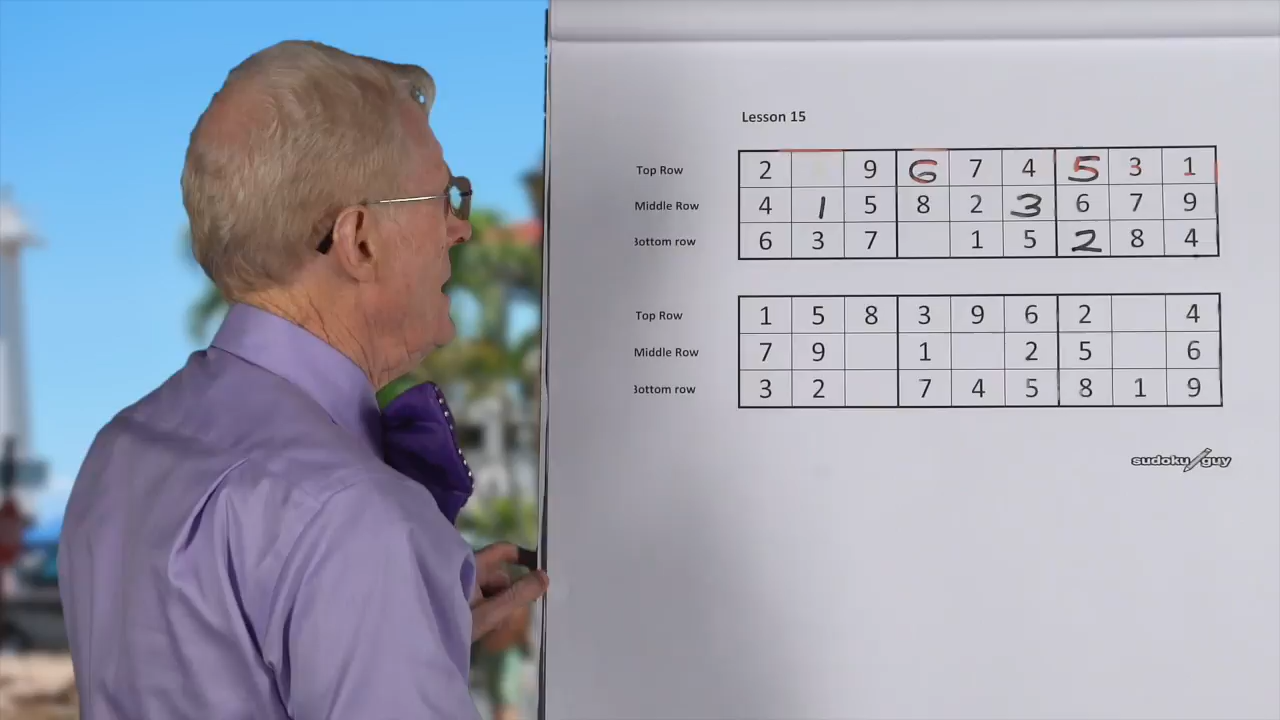 Lesson 15
Top Row 2 9 6 7 4 5 3 1
Middle Row 4 1 5 8 2 3 6 7 9
Bottom row 6 3 7 1 5 2 8 4
Top Row 1 5 8 3 9 6 2 4
Middle Row 7 9 1 2 5 6
Bottom row 3 2 7 4 5 8 1 9
sudoku guy